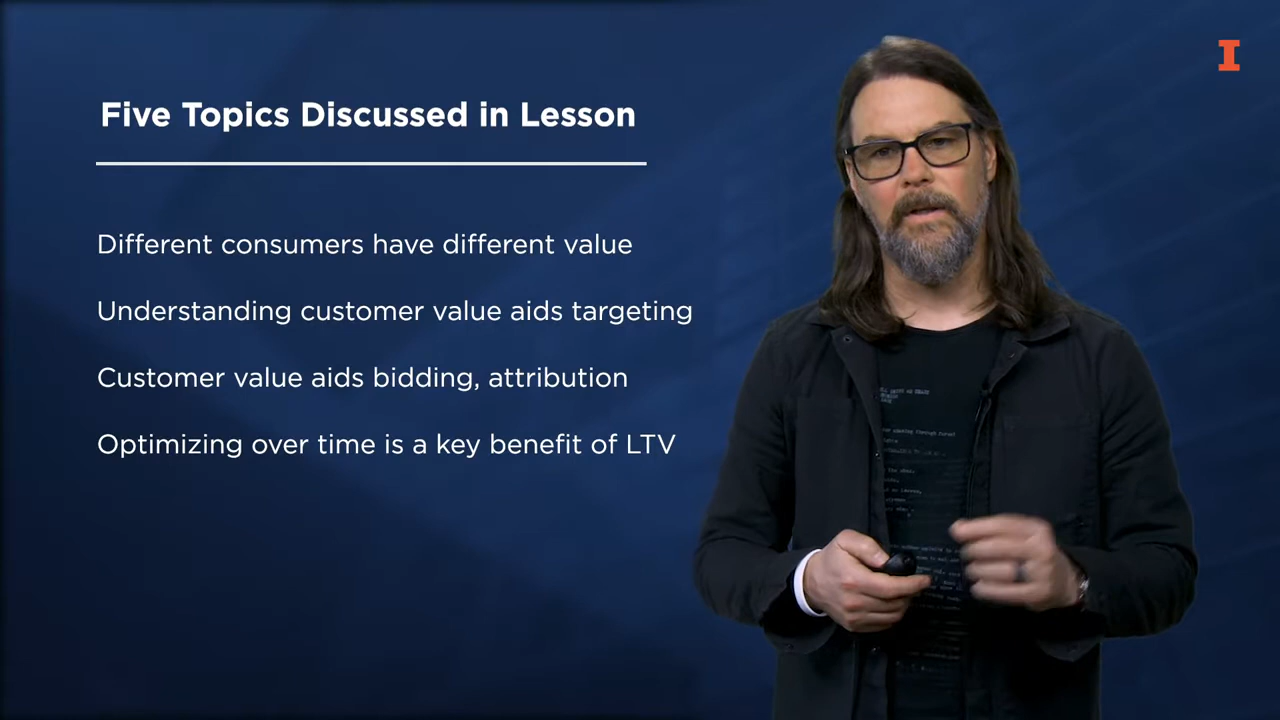 Five Topics Discussed in Lesson
Different consumers have different value
Understanding customer value aids targeting
Customer value aids bidding, attribution
Optimizing over time is a key benefit of LTV
I